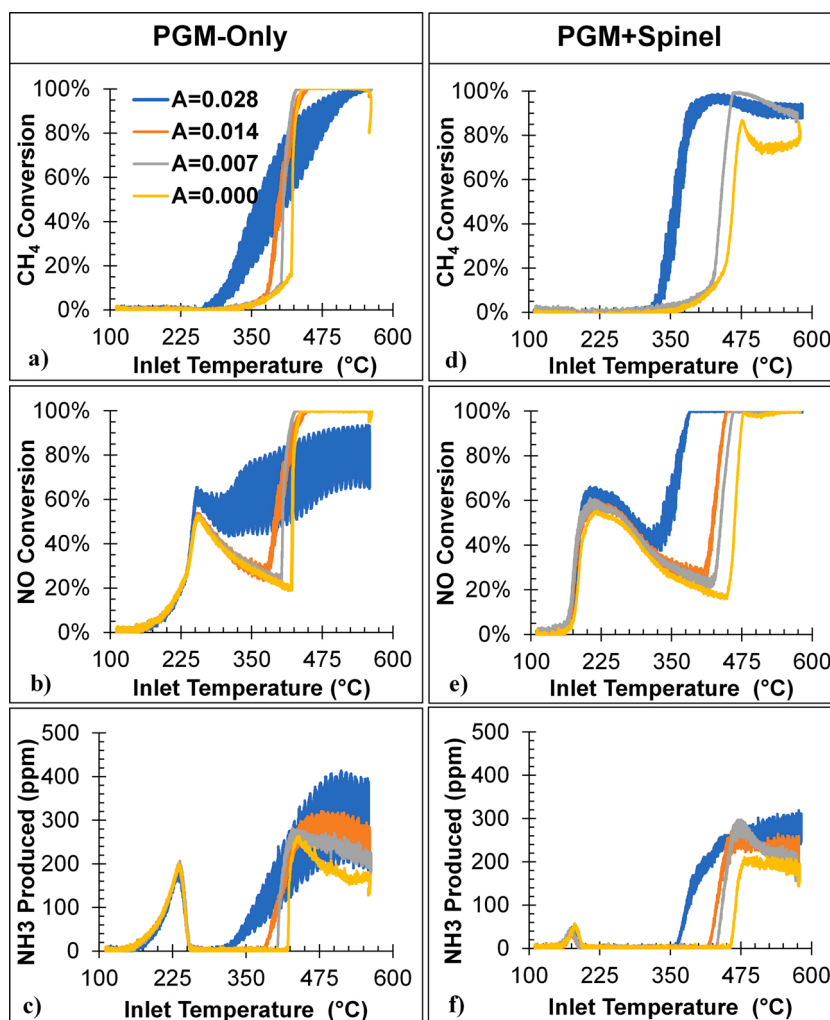 PGM-Only
PGM+Spinel
CH₄ Conversion
100%
80%
60%
40%
20%
0%
A=0.028
A=0.014
A=0.007
A=0.000
100 225 350 475 600
Inlet Temperature (°C)
a)
CH₄ Conversion
100%
80%
60%
40%
20%
0%
100 225 350 475 600
Inlet Temperature (°C)
d)
NO Conversion
100%
80%
60%
40%
20%
0%
100 225 350 475 600
Inlet Temperature (°C)
b)
NO Conversion
100%
80%
60%
40%
20%
0%
100 225 350 475 600
Inlet Temperature (°C)
e)
NH3 Produced (ppm)
500
400
300
200
100
0
100 225 350 475 600
Inlet Temperature (°C)
c)
NH3 Produced (ppm)
500
400
300
200
100
0
100 225 350 475 600
Inlet Temperature (°C)
f)